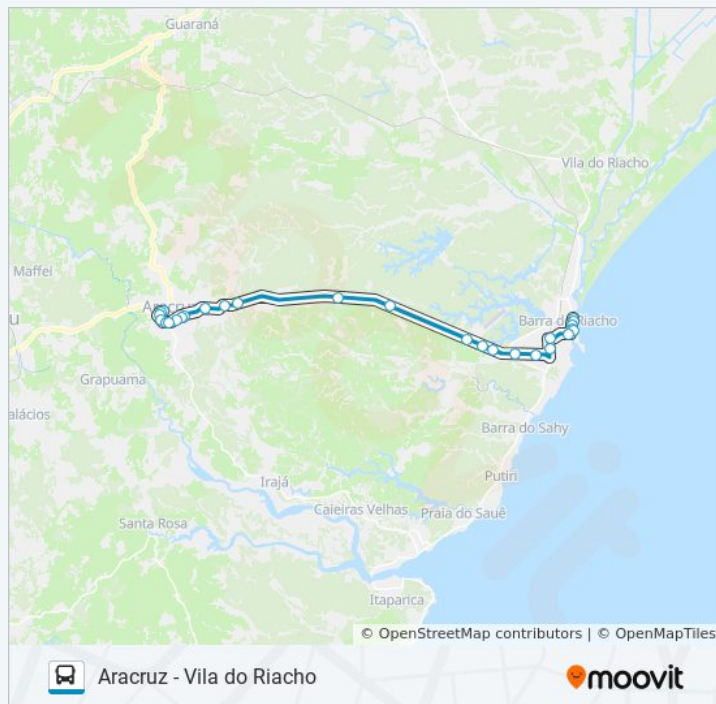 Guaraná
Vila do Riacho
Maffei
Aracruz
Barra do Riacho
Grapuama
alácios
Barra do Sahy
Putiri
Irajá
Caieiras Velhas
Praia do Sauê
Santa Rosa
Itaparica
© OpenStreetMap contributors | © OpenMapTiles
Aracruz - Vila do Riacho
moovit